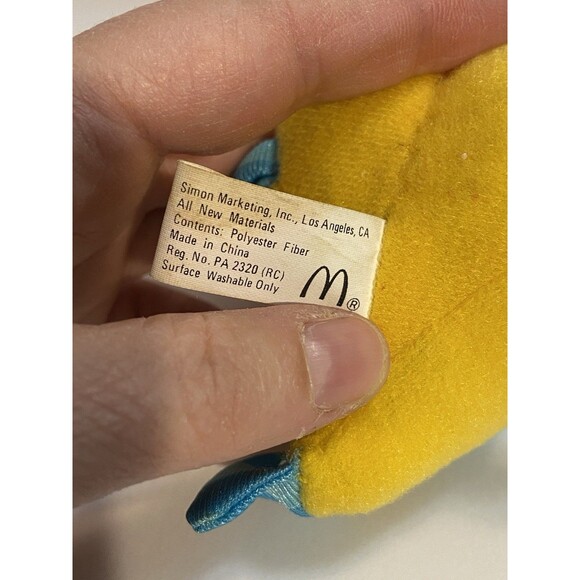 Simon Marketing, Inc., Los Angeles, CA
All New Materials
Contents: Polyester Fiber
Made in China
Reg. No. PA 2320 (RC)
Surface Washable Only
M®